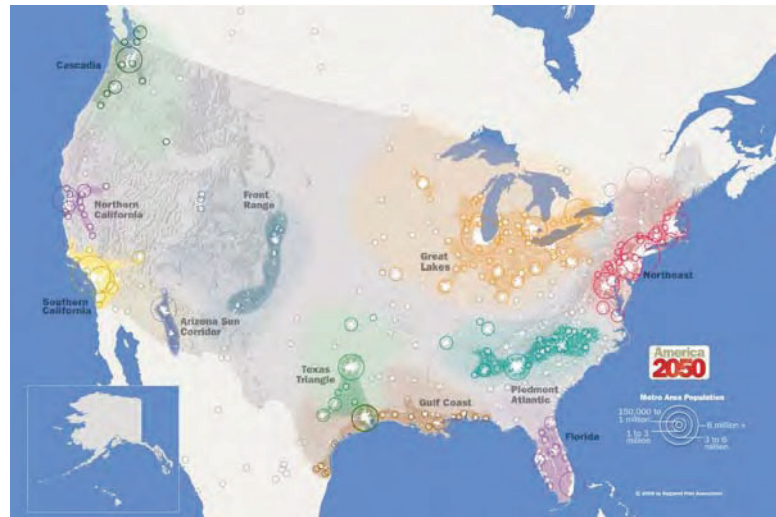 Cascadia
Northern
California
Front
Range
Great
Lakes
Northeast
Southern
California
Arizona Sun
Corridor
Texas
Triangle
Gulf Coast
Piedmont
Atlantic
Florida
America
2050
Metro Area Population
150,000 to
1 million
1 to 3
million
6 million +
3 to 6
million
© 2008 by Regional Plan Association